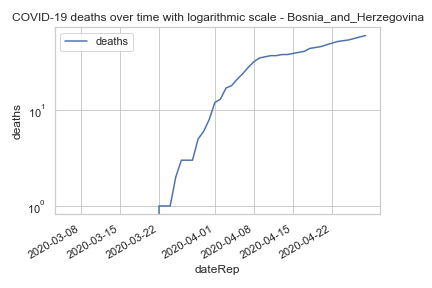 COVID-19 deaths over time with logarithmic scale - Bosnia_and_Herzegovina
deaths
10¹
10⁰
deaths
2020-03-08
2020-03-15
2020-03-22
2020-04-01
2020-04-08
2020-04-15
2020-04-22
dateRep